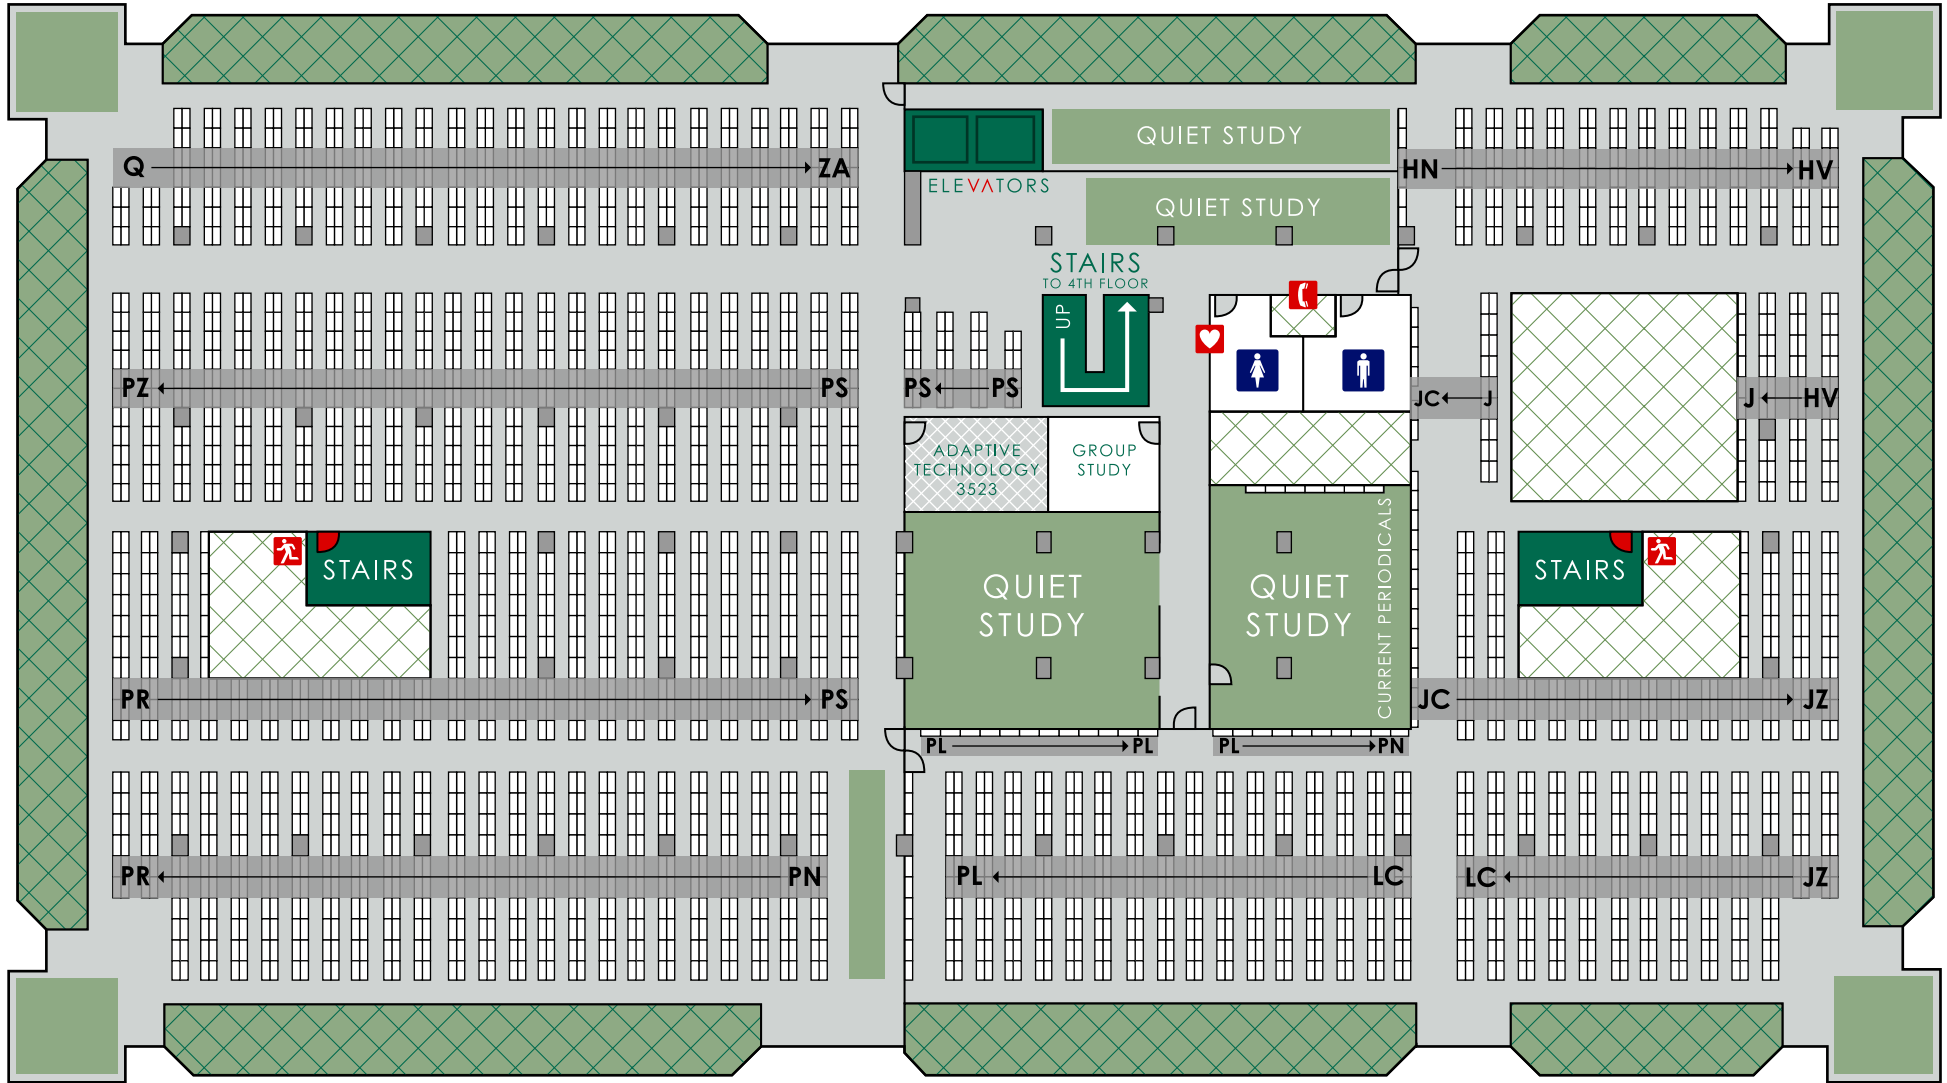 QUIET STUDY
Q
ZA
HN
HV
ELEVATORS
QUIET STUDY
STAIRS
TO 4TH FLOOR
UP
PZ
PS
PS
PS
JC
J
J
HV
ADAPTIVE
TECHNOLOGY
3523
GROUP
STUDY
STAIRS
QUIET
STUDY
QUIET
STUDY
CURRENT PERIODICALS
STAIRS
PR
PS
JC
JZ
PL
PL
PL
PN
PR
PN
PL
LC
LC
JZ